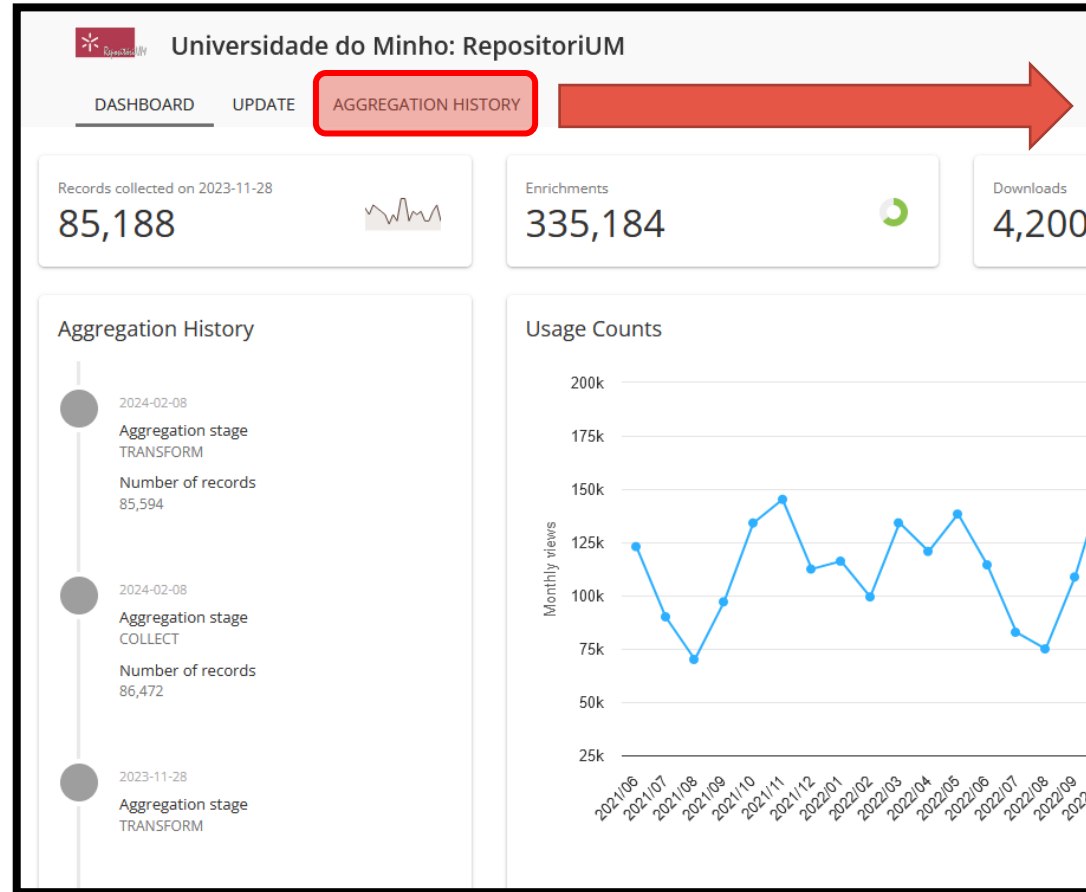 RepositóriUM
Universidade do Minho: RepositoriUM
DASHBOARD UPDATE AGGREGATION HISTORY
Records collected on 2023-11-28
85,188
Enrichments
335,184
Downloads
4,200
Aggregation History
2024-02-08
Aggregation stage
TRANSFORM
Number of records
85,594
2024-02-08
Aggregation stage
COLLECT
Number of records
86,472
2023-11-28
Aggregation stage
TRANSFORM
Usage Counts
200k
175k
150k
125k
100k
75k
50k
25k
Monthly views
2021/06 2021/07 2021/08 2021/09 2021/10 2021/11 2021/12 2022/01 2022/02 2022/03 2022/04 2022/05 2022/06 2022/07 2022/08 2022/09